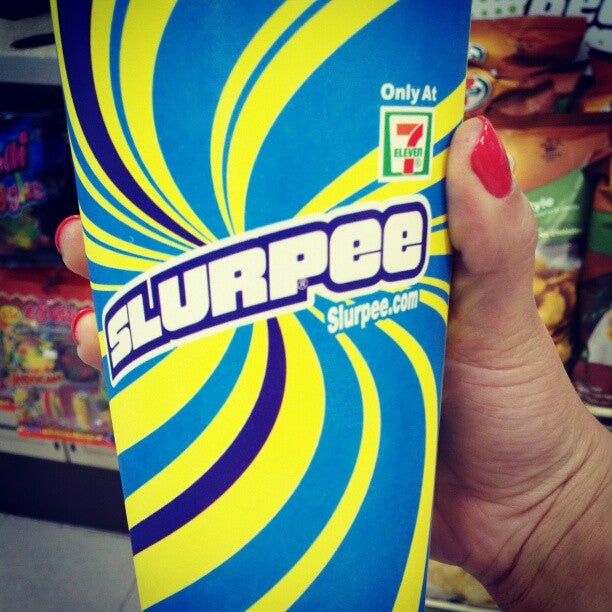 Only At
7
ELEVEN
SLURPEE®
Slurpee.com